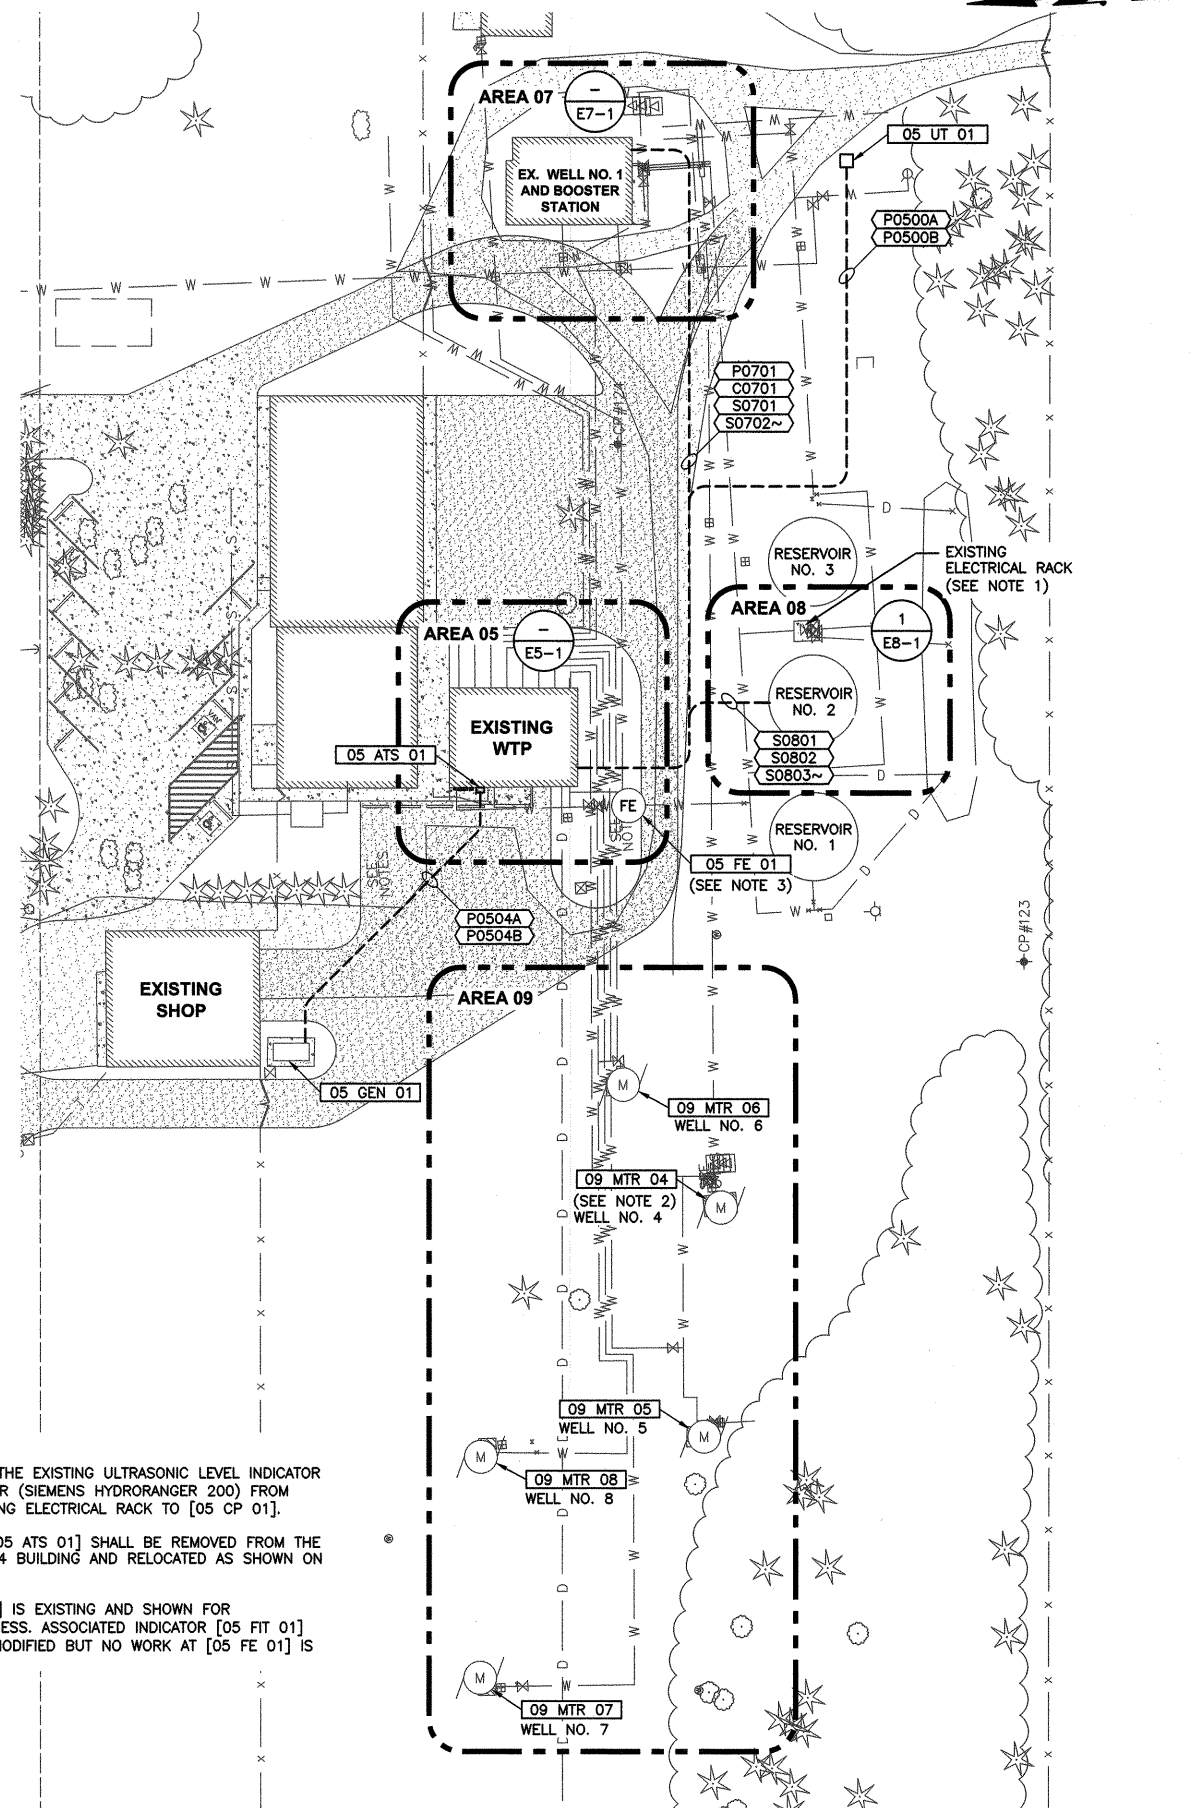 AREA 07
–
E7-1
EX. WELL NO. 1
AND BOOSTER
STATION
05 UT 01
P0500A
P0500B
P0701
C0701
S0701
S0702~
CP#124
RESERVOIR
NO. 3
EXISTING
ELECTRICAL RACK
(SEE NOTE 1)
AREA 08
1
E8-1
AREA 05
–
E5-1
EXISTING
WTP
05 ATS 01
RESERVOIR
NO. 2
S0801
S0802
S0803~
FE
RESERVOIR
NO. 1
05 FE 01
(SEE NOTE 3)
SEE
NOTES
P0504A
P0504B
CP#123
EXISTING
SHOP
AREA 09
05 GEN 01
M
09 MTR 06
WELL NO. 6
09 MTR 04
(SEE NOTE 2)
WELL NO. 4
M
09 MTR 05
WELL NO. 5
M
M
09 MTR 08
WELL NO. 8
M
09 MTR 07
WELL NO. 7
THE EXISTING ULTRASONIC LEVEL INDICATOR
R (SIEMENS HYDRORANGER 200) FROM
NG ELECTRICAL RACK TO [05 CP 01].
05 ATS 01] SHALL BE REMOVED FROM THE
4 BUILDING AND RELOCATED AS SHOWN ON
] IS EXISTING AND SHOWN FOR
ESS. ASSOCIATED INDICATOR [05 FIT 01]
MODIFIED BUT NO WORK AT [05 FE 01] IS